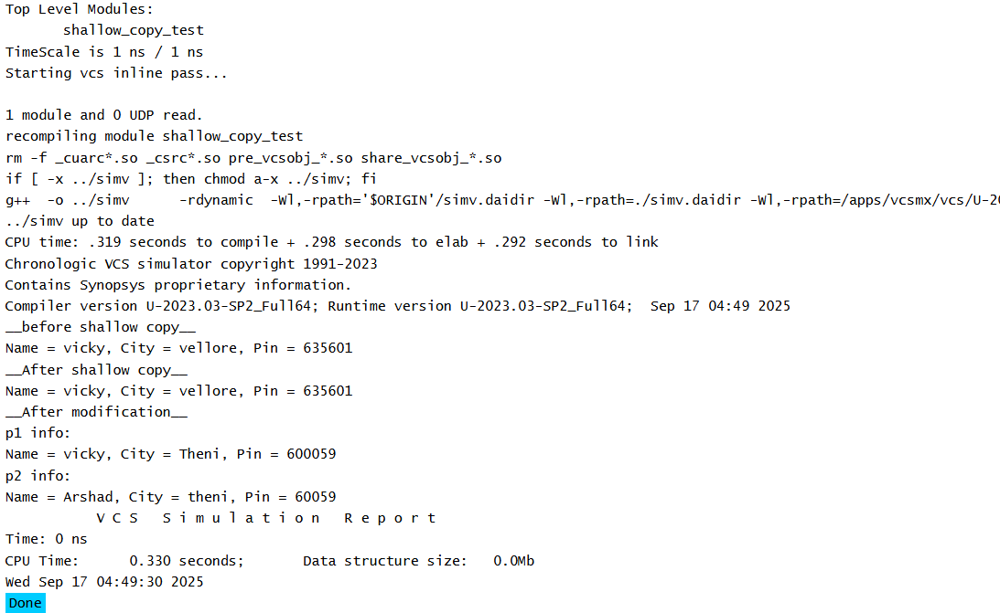 Top Level Modules:
shallow_copy_test
TimeScale is 1 ns / 1 ns
Starting vcs inline pass...
1 module and 0 UDP read.
recompiling module shallow_copy_test
rm -f _cuarc*.so _csrc*.so pre_vcsobj_*.so share_vcsobj_*.so
if [ -x ../simv ]; then chmod a-x ../simv; fi
g++  -o ../simv      -rdynamic  -Wl,-rpath='$ORIGIN'/simv.daidir -Wl,-rpath=./simv.daidir -Wl,-rpath=/apps/vcsmx/vcs/U-20
../simv up to date
CPU time: .319 seconds to compile + .298 seconds to elab + .292 seconds to link
Chronologic VCS simulator copyright 1991-2023
Contains Synopsys proprietary information.
Compiler version U-2023.03-SP2_Full64; Runtime version U-2023.03-SP2_Full64;  Sep 17 04:49 2025
__before shallow copy__
Name = vicky, City = vellore, Pin = 635601
__After shallow copy__
Name = vicky, City = vellore, Pin = 635601
__After modification__
p1 info:
Name = vicky, City = Theni, Pin = 600059
p2 info:
Name = Arshad, City = theni, Pin = 60059
V C S   S i m u l a t i o n   R e p o r t
Time: 0 ns
CPU Time:      0.330 seconds;       Data structure size:   0.0Mb
Wed Sep 17 04:49:30 2025
Done